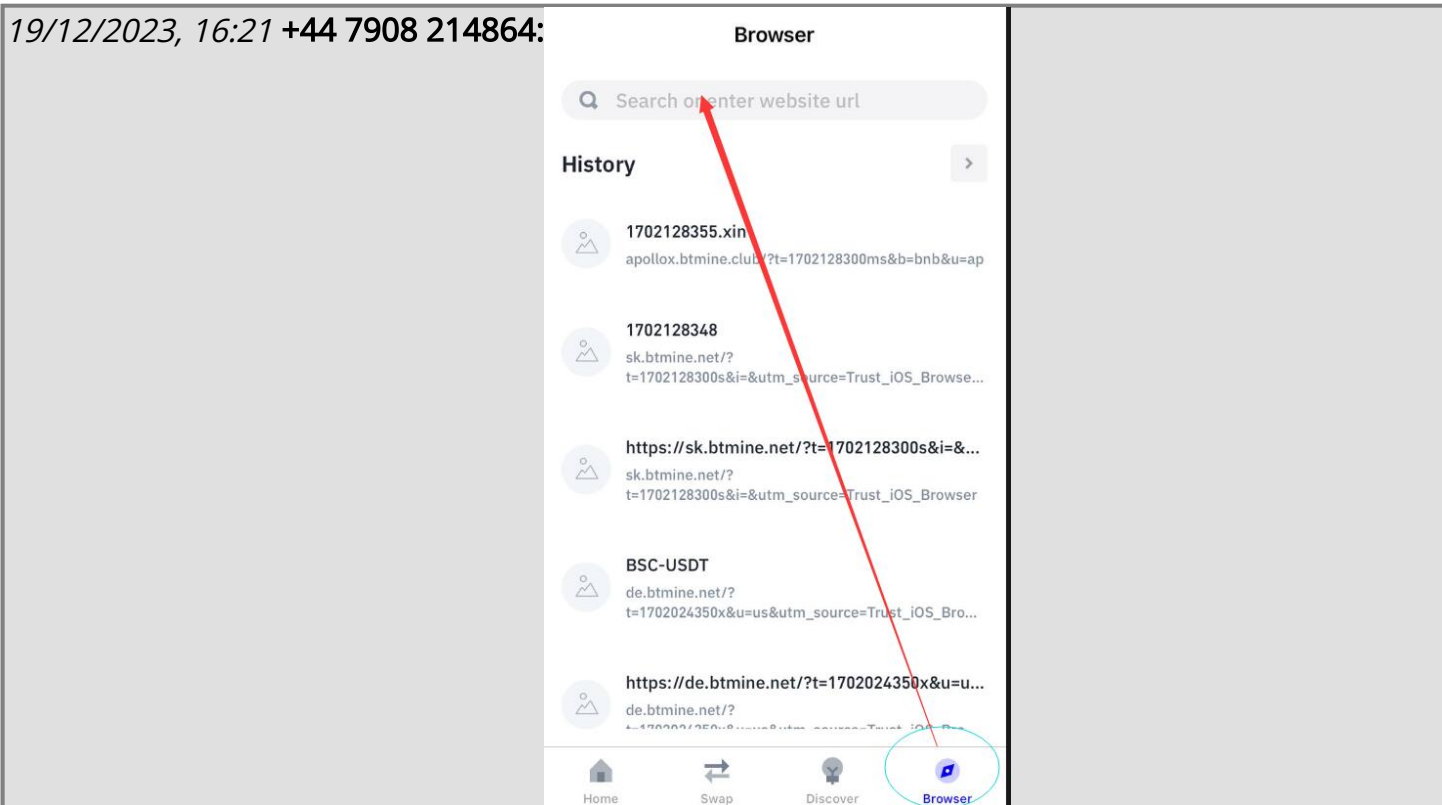 19/12/2023, 16:21 +44 7908 214864:
Browser
Search or enter website url
History
1702128355.xin
apollox.btmine.club/?t=1702128300ms&b=bnb&u=ap
1702128348
sk.btmine.net/?
t=1702128300s&i=&utm_source=Trust_iOS_Browse...
https://sk.btmine.net/?t=1702128300s&i=&...
sk.btmine.net/?
t=1702128300s&i=&utm_source=Trust_iOS_Browser
BSC-USDT
de.btmine.net/?
t=1702024350x&u=us&utm_source=Trust_iOS_Bro...
https://de.btmine.net/?t=1702024350x&u=u...
de.btmine.net/?
Home
Swap
Discover
Browser